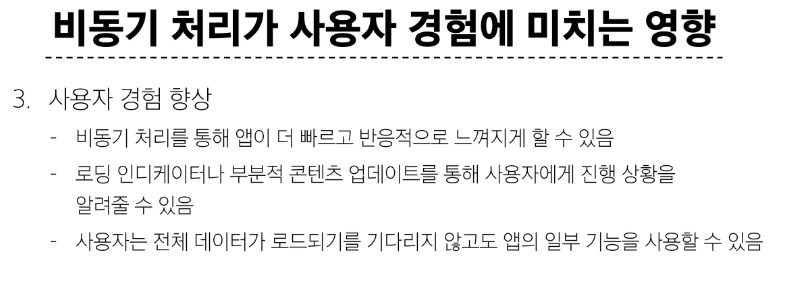 비동기 처리가 사용자 경험에 미치는 영향
3. 사용자 경험 향상
- 비동기 처리를 통해 앱이 더 빠르고 반응적으로 느껴지게 할 수 있음
- 로딩 인디케이터나 부분적 콘텐츠 업데이트를 통해 사용자에게 진행 상황을
알려줄 수 있음
- 사용자는 전체 데이터가 로드되기를 기다리지 않고도 앱의 일부 기능을 사용할 수 있음